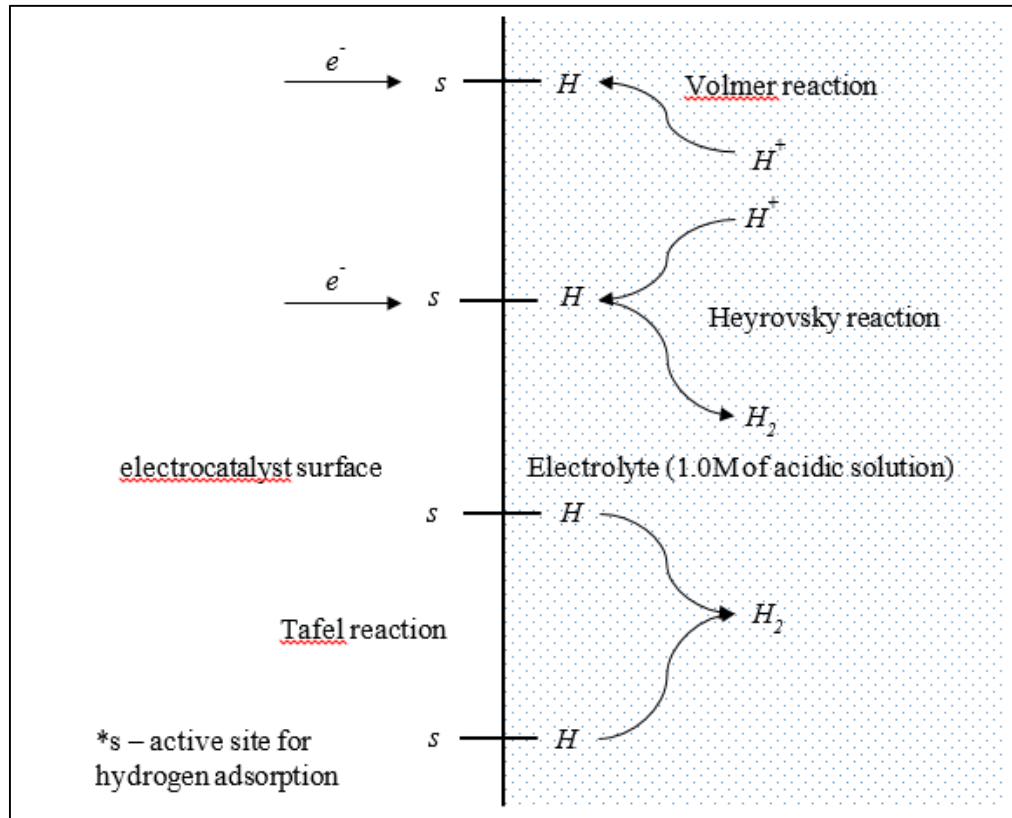 e-
s
H
Volmer reaction
H+
H+
e-
s
H
Heyrovsky reaction
H2
electrocatalyst surface
Electrolyte (1.0M of acidic solution)
s
H
H2
Tafel reaction
*s – active site for
hydrogen adsorption
s
H